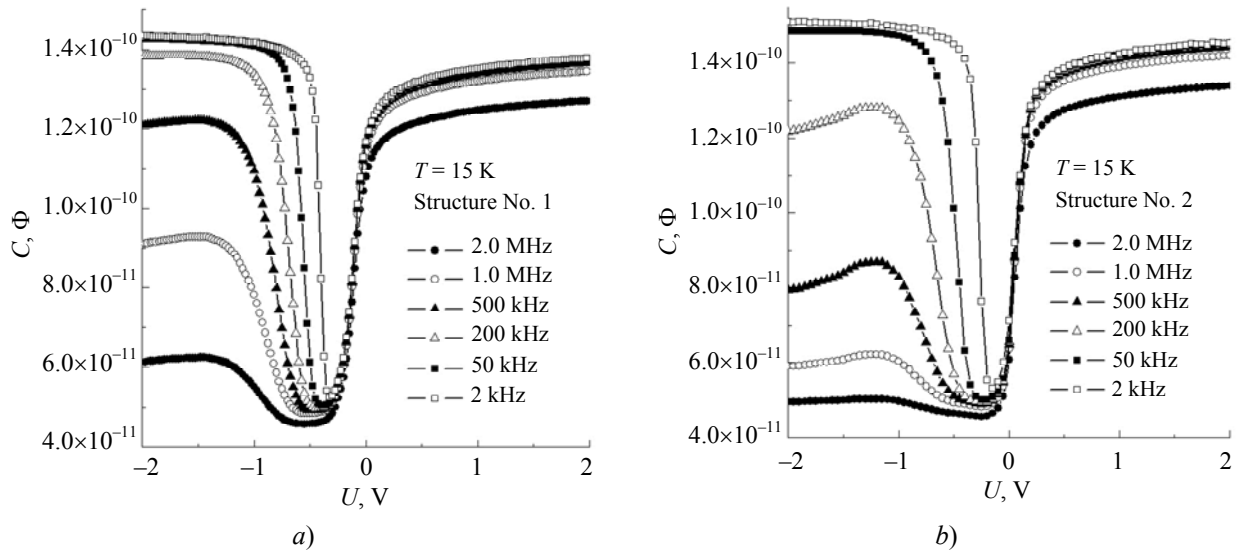 C, Φ
1.4×10⁻¹⁰
1.2×10⁻¹⁰
1.0×10⁻¹⁰
8.0×10⁻¹¹
6.0×10⁻¹¹
4.0×10⁻¹¹
T = 15 K
Structure No. 1
2.0 MHz
1.0 MHz
500 kHz
200 kHz
50 kHz
2 kHz
–2 –1 0 1 2
U, V
a)
C, Φ
1.4×10⁻¹⁰
1.2×10⁻¹⁰
1.0×10⁻¹⁰
8.0×10⁻¹¹
6.0×10⁻¹¹
4.0×10⁻¹¹
T = 15 K
Structure No. 2
2.0 MHz
1.0 MHz
500 kHz
200 kHz
50 kHz
2 kHz
–2 –1 0 1 2
U, V
b)